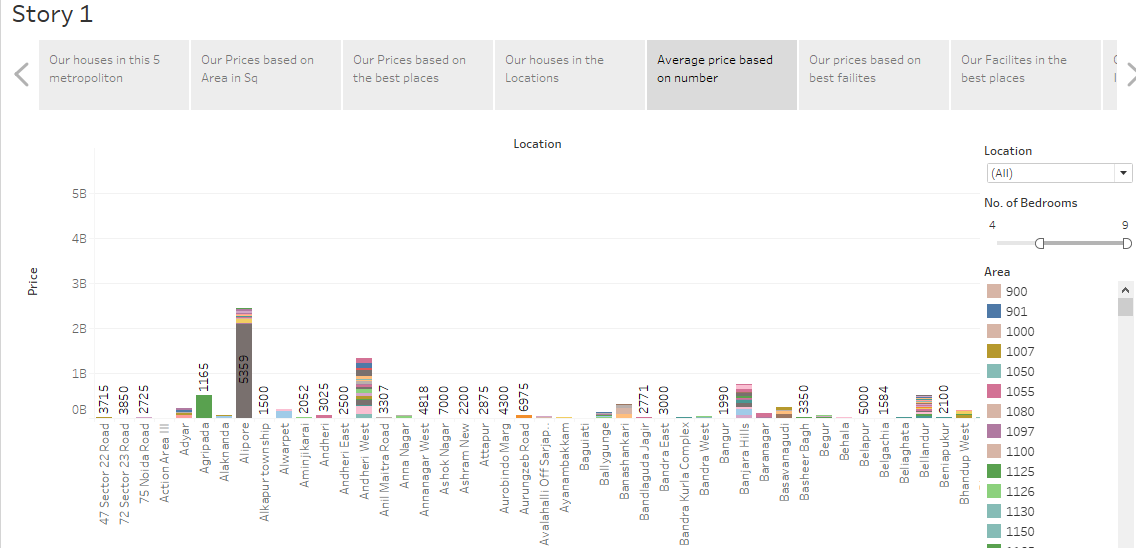 Story 1
Our houses in this 5
metropoliton
Our Prices based on
Area in Sq
Our Prices based on
the best places
Our houses in the
Locations
Average price based
on number
Our prices based on
best failites
Our Facilites in the
best places
Location
Price
5B
4B
3B
2B
1B
0B
3715
3850
2725
1165
5359
1500
2052
3025
2500
3307
4818
7000
2200
2875
4300
6975
2771
3000
1990
3350
5000
1584
2100
47 Sector 22 Road
72 Sector 23 Road
75 Noida Road
Action Area III
Adyar
Agripada
Alaknanda
Alipore
Alkapur township
Alwarpet
Aminjikarai
Andheri East
Andheri West
Anil Maitra Road
Anna Nagar
Annanagar West
Ashok Nagar
Ashram New
Attapur
Aurobindo Marg
Aurungzeb Road
Avalahalli Off Sarjap..
Ayanambakkam
Baguiati
Ballygunge
Banashankari
Bandlaguda Jagir
Bandra East
Bandra Kurla Complex
Bandra West
Bangur
Banjara Hills
Baranagar
Basavanagudi
Basheer Bagh
Begur
Behala
Belapur
Belgachia
Beliaghata
Bellandur
Beniapukur
Bhandup West
Location
(All)
No. of Bedrooms
4 9
Area
900
901
1000
1007
1050
1055
1080
1097
1100
1125
1126
1130
1150